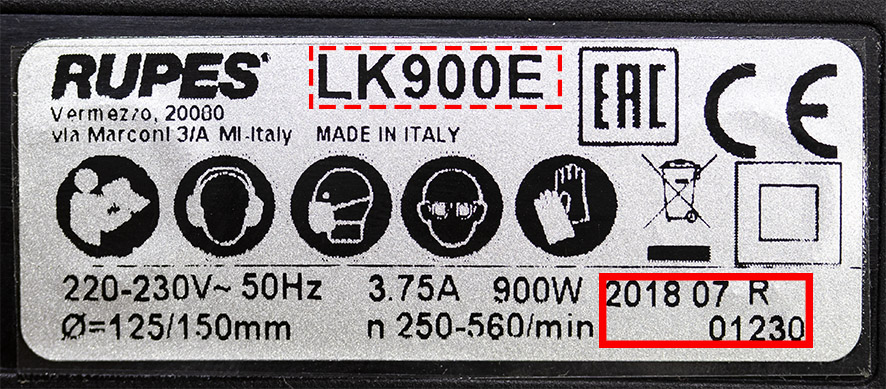 RUPES LK900E EAC CE
Vermezzo, 20080
via Marconi 3/A MI-Italy MADE IN ITALY
220-230V~ 50Hz 3.75A 900W 2018 07 R
Ø=125/150mm n 250-560/min 01230